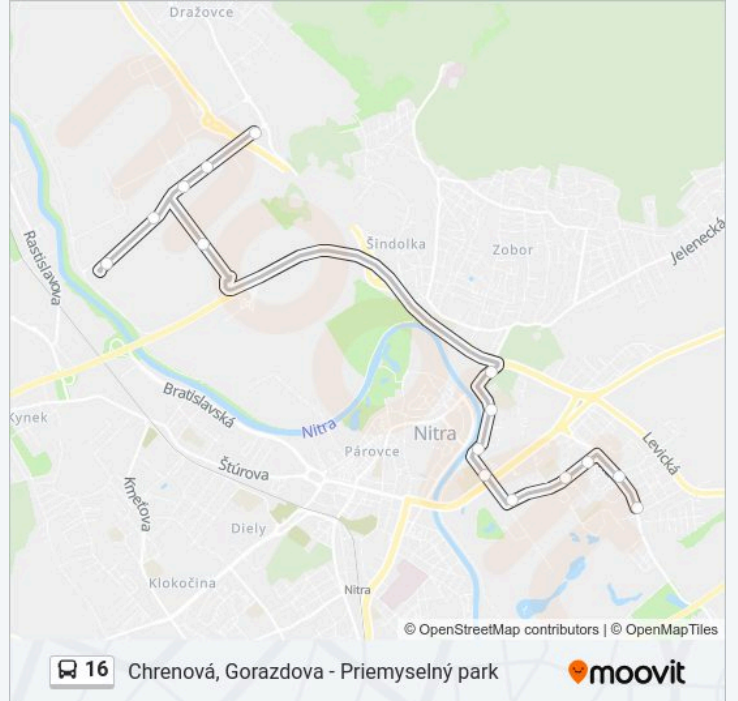 Dražovce
Šindolka
Zobor
Jelenecká
Rastislavova
Bratislavská
Kynek
Nitra
Nitra
Párovce
Levická
Štúrova
Kmeťova
Diely
Klokočina
Nitra
© OpenStreetMap contributors | © OpenMapTiles
16 Chrenová, Gorazdova - Priemyselný park
moovit